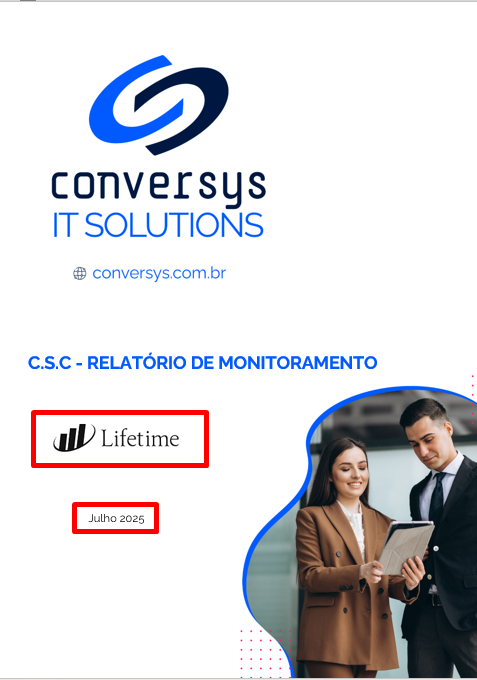 conversys
IT SOLUTIONS
conversys.com.br
C.S.C - RELATÓRIO DE MONITORAMENTO
Lifetime
Julho 2025